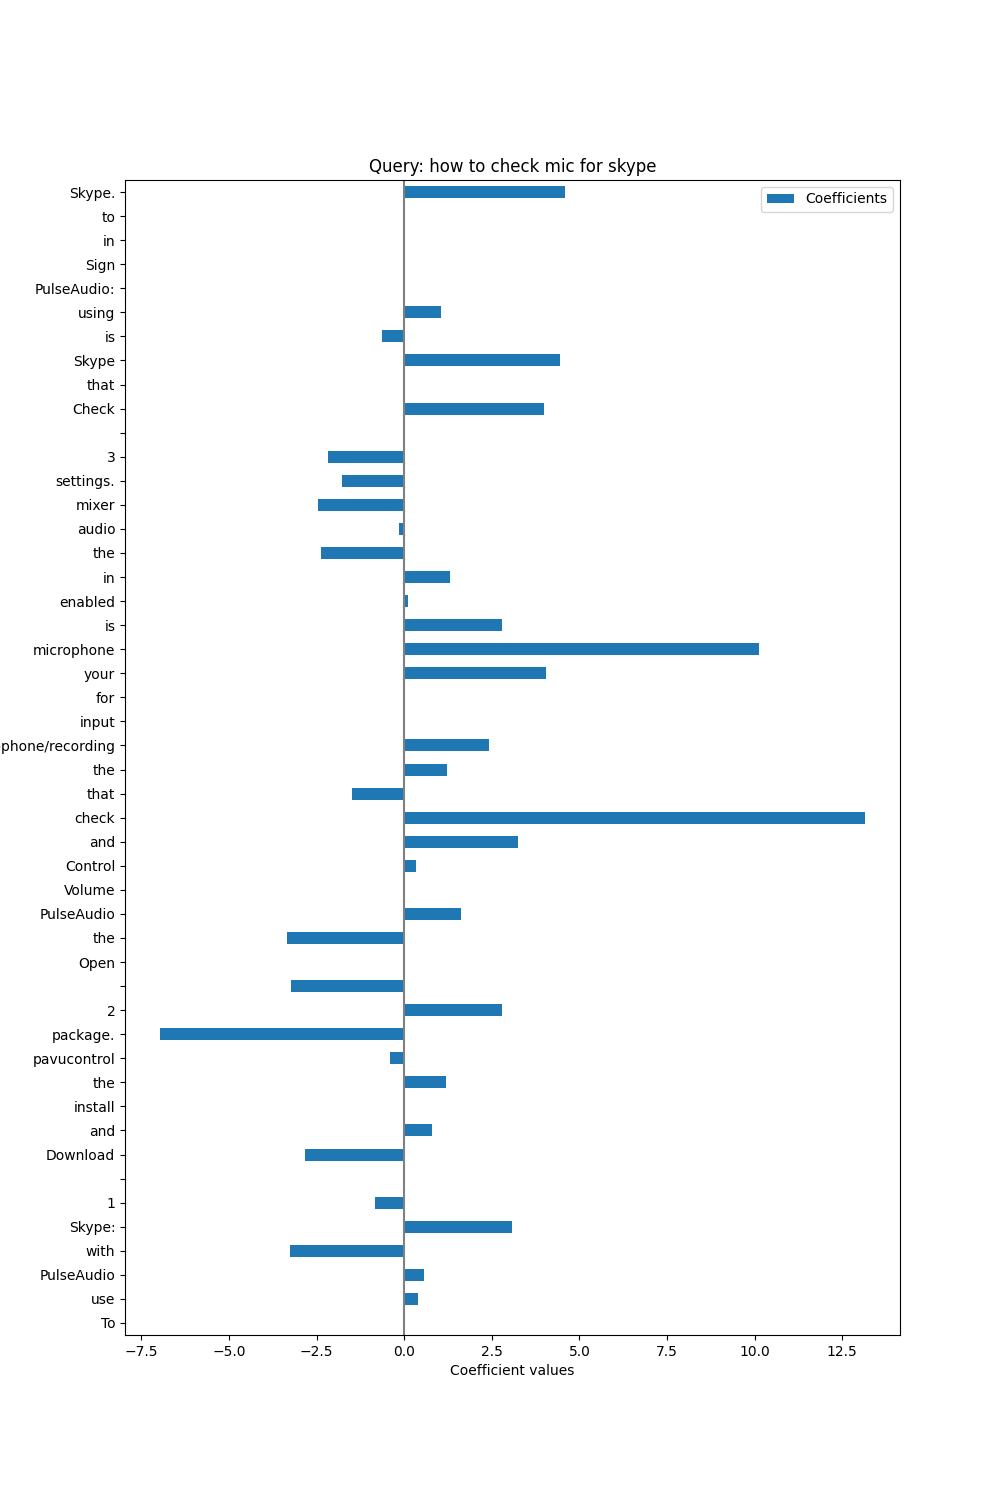 Query: how to check mic for skype
Coefficients
Skype.
to
in
Sign
PulseAudio:
using
is
Skype
that
Check
3
settings.
mixer
audio
the
in
enabled
is
microphone
your
for
input
phone/recording
the
that
check
and
Control
Volume
PulseAudio
the
Open
2
package.
pavucontrol
the
install
and
Download
1
Skype:
with
PulseAudio
use
To
−7.5 −5.0 −2.5 0.0 2.5 5.0 7.5 10.0 12.5
Coefficient values